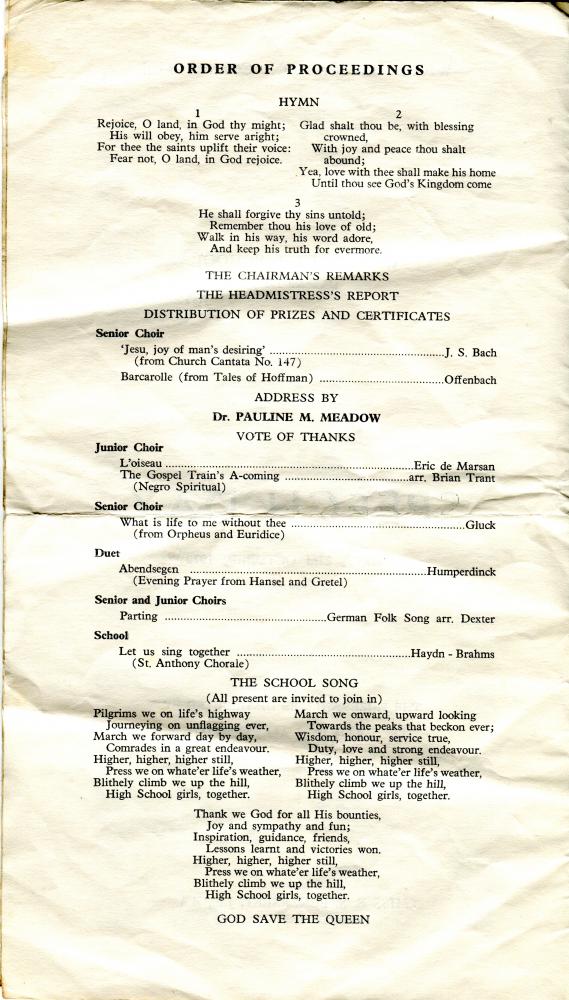 ORDER OF PROCEEDINGS
HYMN
1
Rejoice, O land, in God thy might;
His will obey, him serve aright;
For thee the saints uplift their voice:
Fear not, O land, in God rejoice.
2
Glad shalt thou be, with blessing
crowned,
With joy and peace thou shalt
abound;
Yea, love with thee shall make his home
Until thou see God's Kingdom come
3
He shall forgive thy sins untold;
Remember thou his love of old;
Walk in his way, his word adore,
And keep his truth for evermore.
THE CHAIRMAN'S REMARKS
THE HEADMISTRESS'S REPORT
DISTRIBUTION OF PRIZES AND CERTIFICATES
Senior Choir
'Jesu, joy of man's desiring' ..........J. S. Bach
(from Church Cantata No. 147)
Barcarolle (from Tales of Hoffman) ..........Offenbach
ADDRESS BY
Dr. PAULINE M. MEADOW
VOTE OF THANKS
Junior Choir
L'oiseau ..........Eric de Marsan
The Gospel Train's A-coming ..........arr. Brian Trant
(Negro Spiritual)
Senior Choir
What is life to me without thee ..........Gluck
(from Orpheus and Euridice)
Duet
Abendsegen ..........Humperdinck
(Evening Prayer from Hansel and Gretel)
Senior and Junior Choirs
Parting ..........German Folk Song arr. Dexter
School
Let us sing together ..........Haydn - Brahms
(St. Anthony Chorale)
THE SCHOOL SONG
(All present are invited to join in)
Pilgrims we on life's highway
Journeying on unflagging ever,
March we forward day by day,
Comrades in a great endeavour.
Higher, higher, higher still,
Press we on whate'er life's weather,
Blithely climb we up the hill,
High School girls, together.
March we onward, upward looking
Towards the peaks that beckon ever;
Wisdom, honour, service true,
Duty, love and strong endeavour.
Higher, higher, higher still,
Press we on whate'er life's weather,
Blithely climb we up the hill,
High School girls, together.
Thank we God for all His bounties,
Joy and sympathy and fun;
Inspiration, guidance, friends,
Lessons learnt and victories won.
Higher, higher, higher still,
Press we on whate'er life's weather,
Blithely climb we up the hill,
High School girls, together.
GOD SAVE THE QUEEN